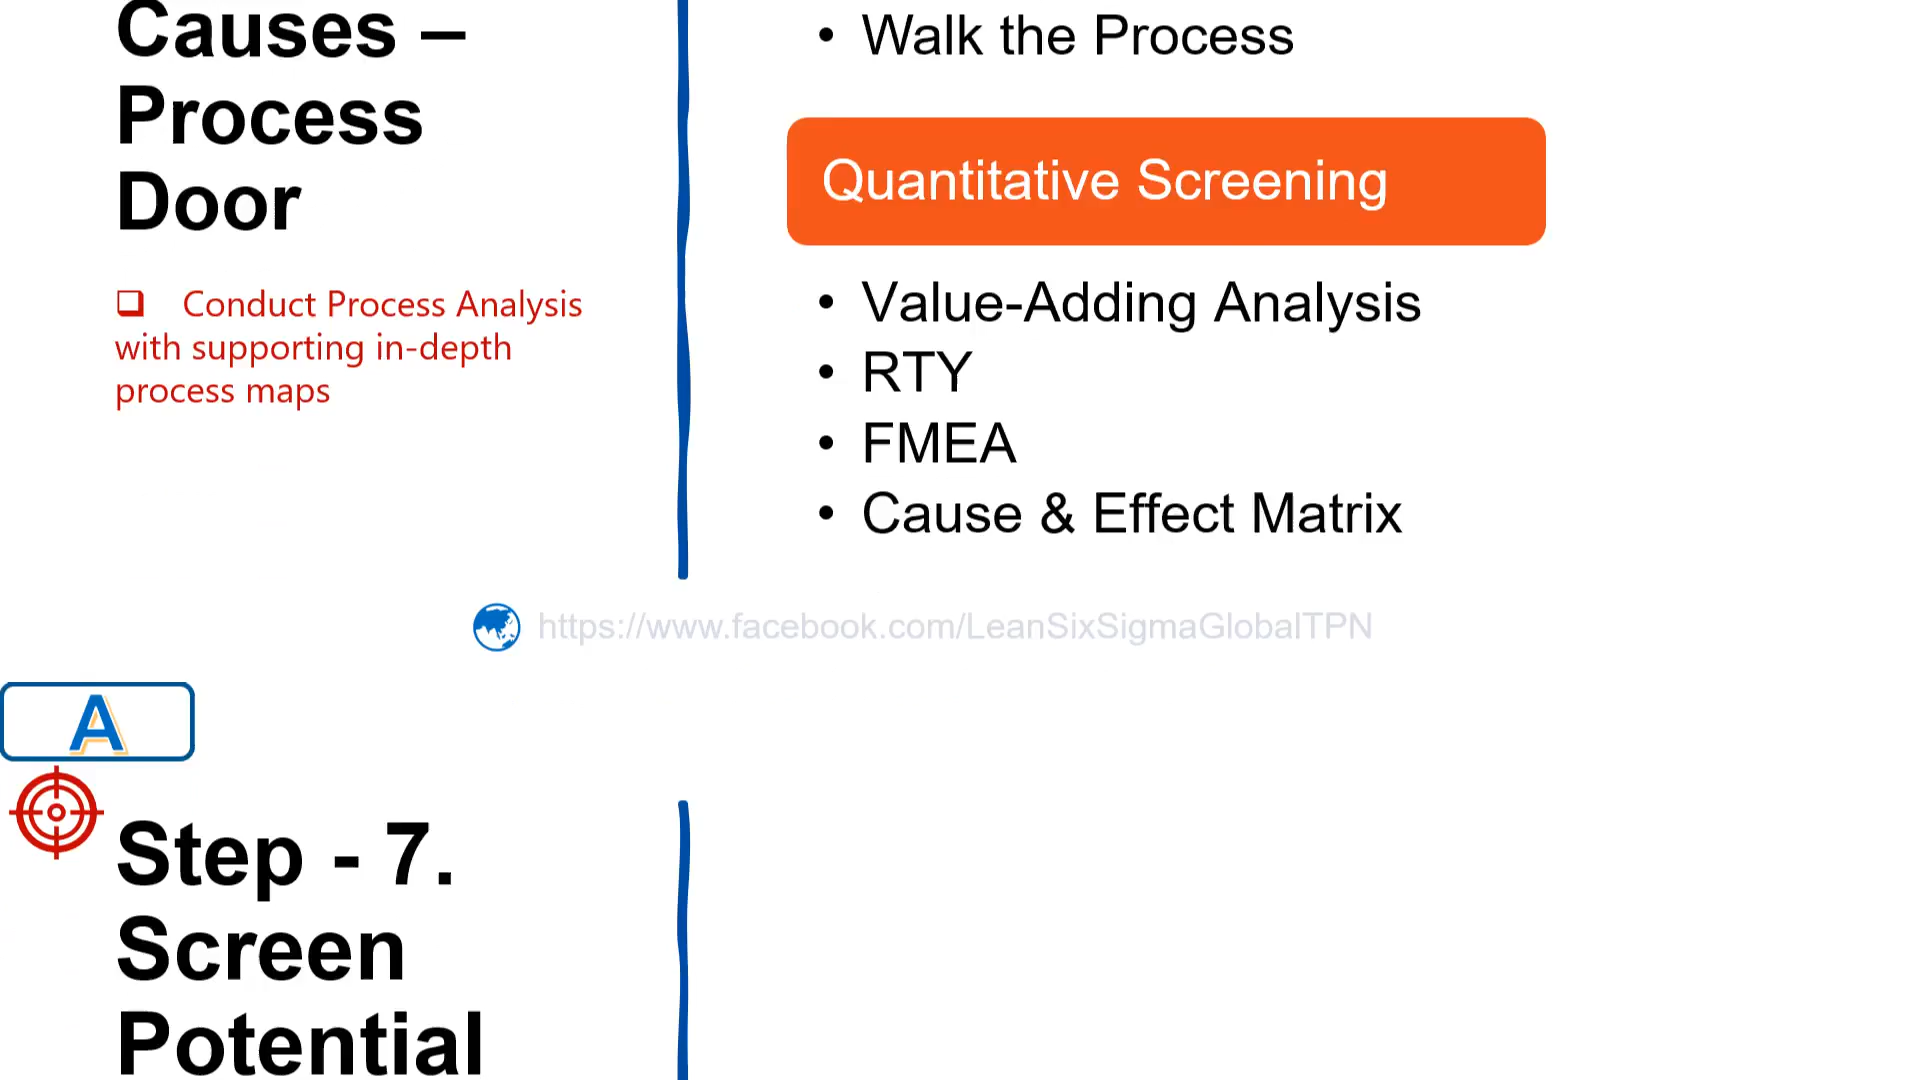 Causes –
Process
Door
❑ Conduct Process Analysis
with supporting in-depth
process maps
• Walk the Process
Quantitative Screening
• Value-Adding Analysis
• RTY
• FMEA
• Cause & Effect Matrix
https://www.facebook.com/LeanSixSigmaGlobalTPN
A
Step - 7.
Screen
Potential